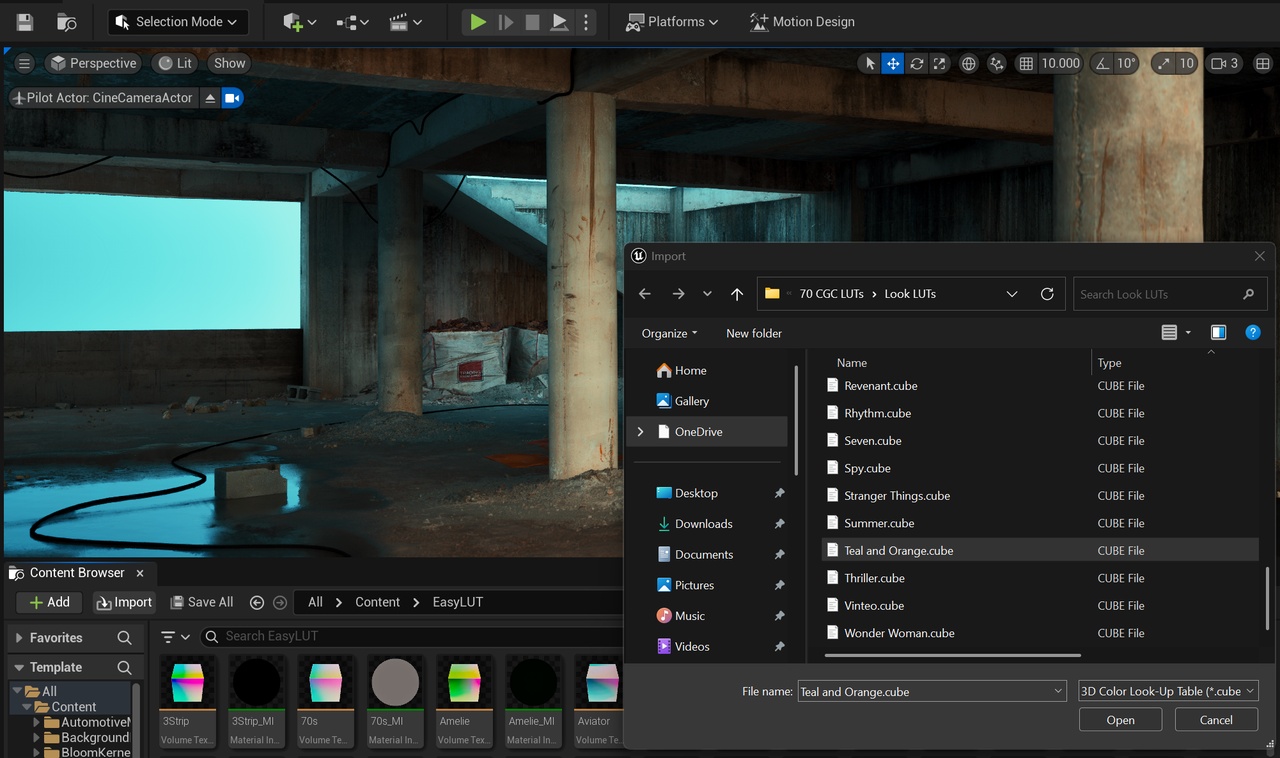 Selection Mode
Platforms
Motion Design
Perspective
Lit
Show
10.000
10°
10
3
Pilot Actor: CineCameraActor
Import
70 CGC LUTs
Look LUTs
Search Look LUTs
Organize
New folder
Name
Type
Home
Gallery
OneDrive
Desktop
Downloads
Documents
Pictures
Music
Videos
Revenant.cube CUBE File
Rhythm.cube CUBE File
Seven.cube CUBE File
Spy.cube CUBE File
Stranger Things.cube CUBE File
Summer.cube CUBE File
Teal and Orange.cube CUBE File
Thriller.cube CUBE File
Vinteo.cube CUBE File
Wonder Woman.cube CUBE File
File name: Teal and Orange.cube
3D Color Look-Up Table (*.cube
Open
Cancel
Content Browser
Add
Import
Save All
All > Content > EasyLUT
Favorites
Search EasyLUT
Template
All
Content
AutomotiveM
Background
BloomKerne
3Strip
Volume Tex...
3Strip_MI
Material In...
70s
Volume Te...
70s_MI
Material In...
Amelie
Volume Tex...
Amelie_MI
Material In...
Aviator
Volume Te